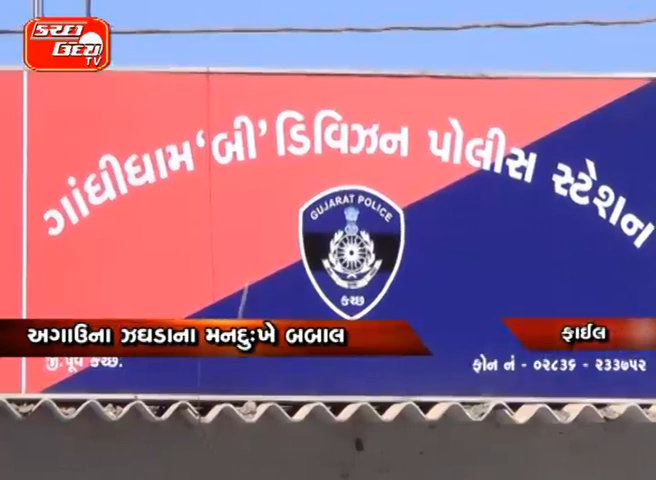 કચ્છ ઉદય TV
ગાંધીધામ 'બી' ડિવિઝન પોલીસ સ્ટેશન
GUJARAT POLICE
કચ્છ
અગાઉના ઝઘડાના મનદુઃખે બબાલ
ફાઈલ
જી.પૂર્વ કચ્છ.
ફોન નં - ૦૨૮૩૬ - ૨૩૩૭૫૨